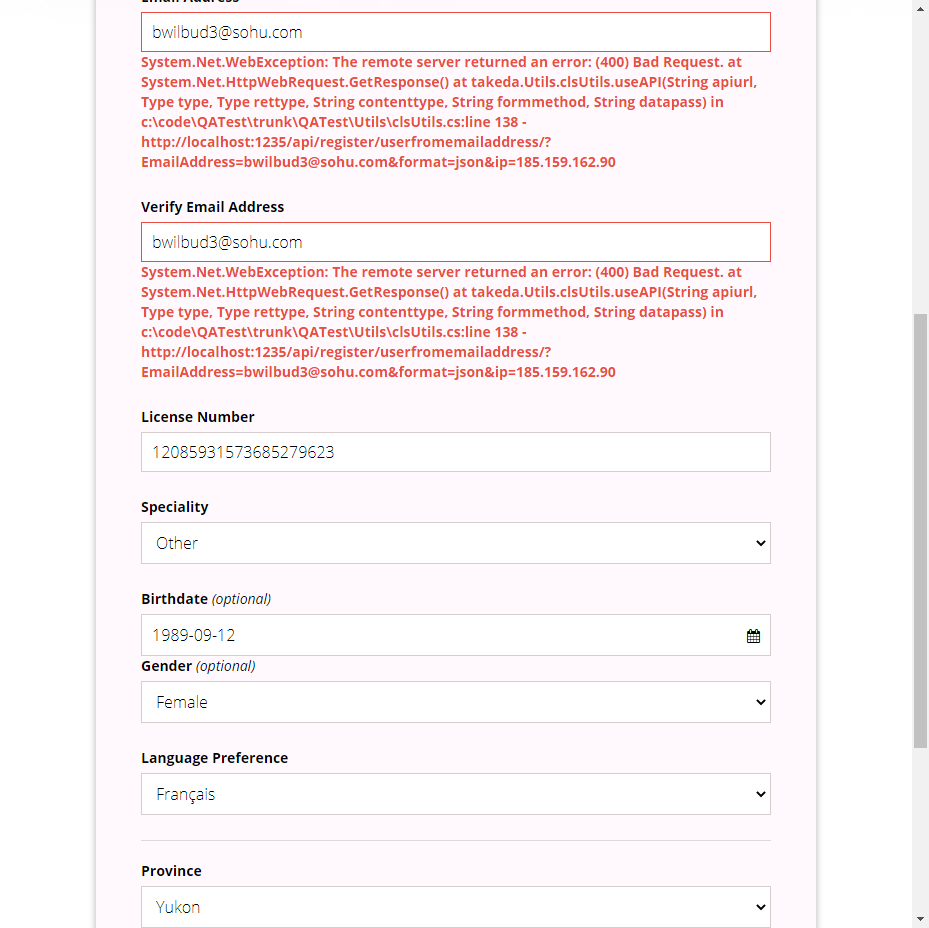 Email Address
bwilbud3@sohu.com
System.Net.WebException: The remote server returned an error: (400) Bad Request. at
System.Net.HttpWebRequest.GetResponse() at takeda.Utils.clsUtils.useAPI(String apiurl,
Type type, Type rettype, String contenttype, String formmethod, String datapass) in
c:\code\QATest\trunk\QATest\Utils\clsUtils.cs:line 138 -
http://localhost:1235/api/register/userfromemailaddress/?
EmailAddress=bwilbud3@sohu.com&format=json&ip=185.159.162.90
Verify Email Address
bwilbud3@sohu.com
System.Net.WebException: The remote server returned an error: (400) Bad Request. at
System.Net.HttpWebRequest.GetResponse() at takeda.Utils.clsUtils.useAPI(String apiurl,
Type type, Type rettype, String contenttype, String formmethod, String datapass) in
c:\code\QATest\trunk\QATest\Utils\clsUtils.cs:line 138 -
http://localhost:1235/api/register/userfromemailaddress/?
EmailAddress=bwilbud3@sohu.com&format=json&ip=185.159.162.90
License Number
12085931573685279623
Speciality
Other
Birthdate (optional)
1989-09-12
Gender (optional)
Female
Language Preference
Français
Province
Yukon